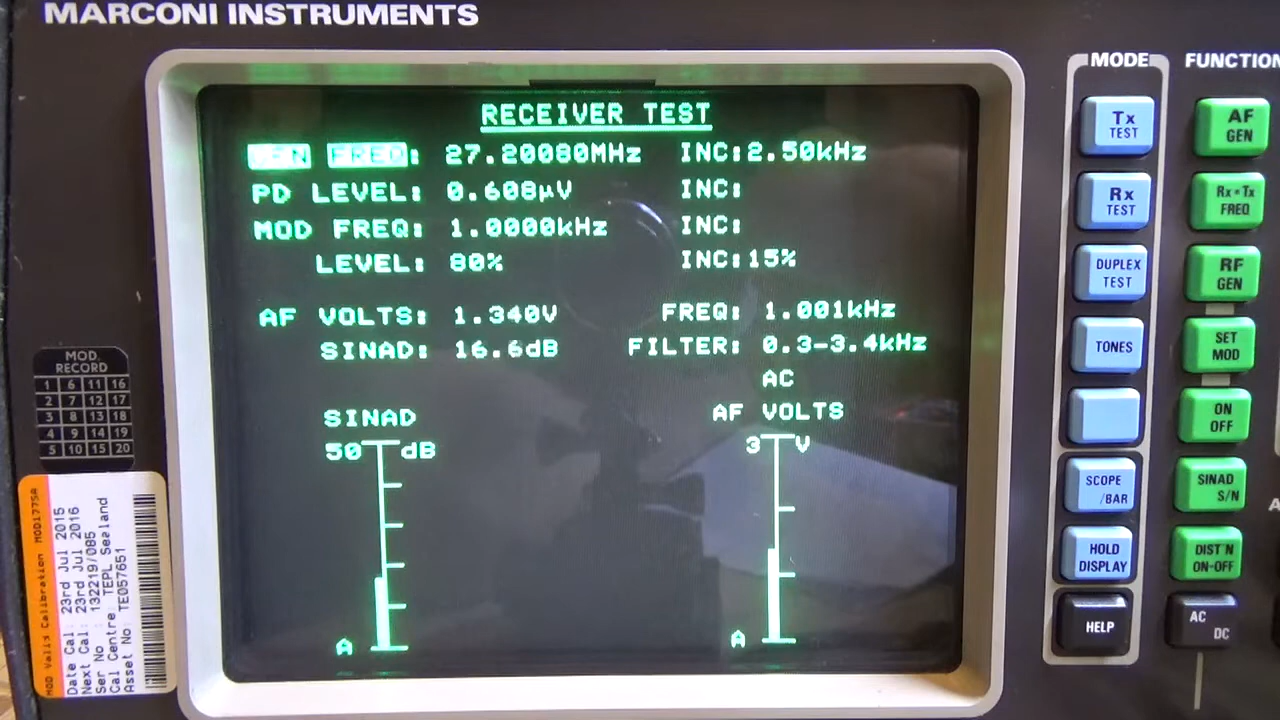 MARCONI INSTRUMENTS
RECEIVER TEST
GEN FREQ: 27.20080MHz INC:2.50kHz
PD LEVEL: 0.608µV INC:
MOD FREQ: 1.0000kHz INC:
LEVEL: 80% INC:15%
AF VOLTS: 1.340V FREQ: 1.001kHz
SINAD: 16.6dB FILTER: 0.3-3.4kHz
AC
SINAD
50 dB
A
AF VOLTS
3 V
A
MODE
Tx
TEST
Rx
TEST
DUPLEX
TEST
TONES
SCOPE
/BAR
HOLD
DISPLAY
HELP
FUNCTION
AF
GEN
Rx=Tx
FREQ
RF
GEN
SET
MOD
ON
OFF
SINAD
S/N
DIST'N
ON-OFF
AC
DC
MOD.
RECORD
1 6 11 16
2 7 12 17
3 8 13 18
4 9 14 19
5 10 15 20
MOD Valid Calibration MOD1775A
Date Cal: 23rd Jul 2015
Next Cal: 23rd Jul 2016
Ser No : 132219/085
Cal Centre: TEPL Sealand
Asset No: TE057651